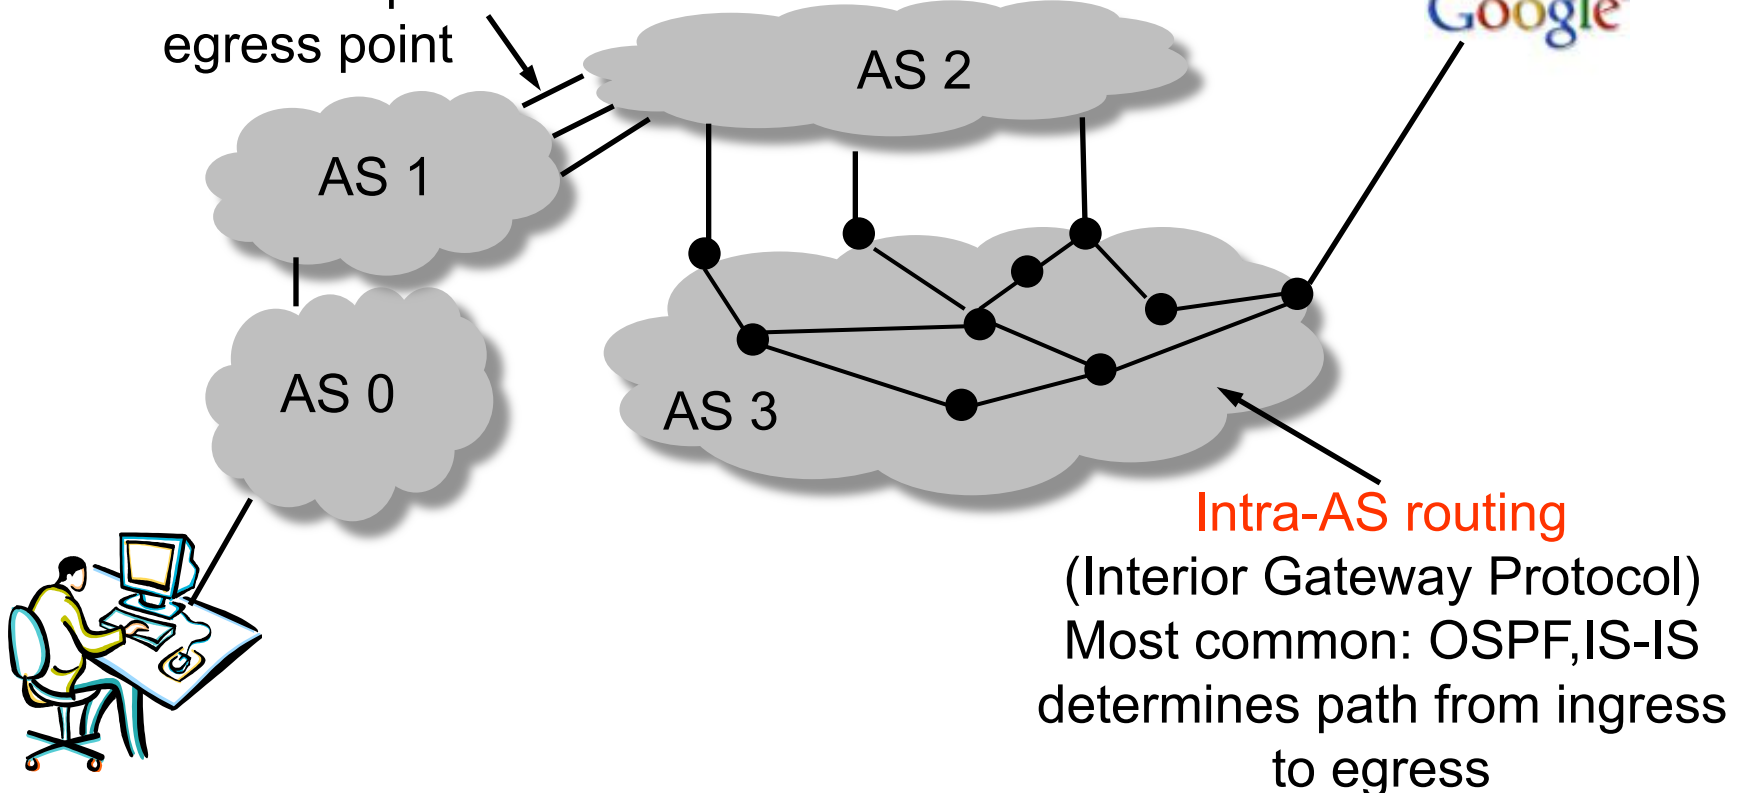 egress point
Google
AS 2
AS 1
AS 0
AS 3
Intra-AS routing
(Interior Gateway Protocol)
Most common: OSPF,IS-IS
determines path from ingress
to egress